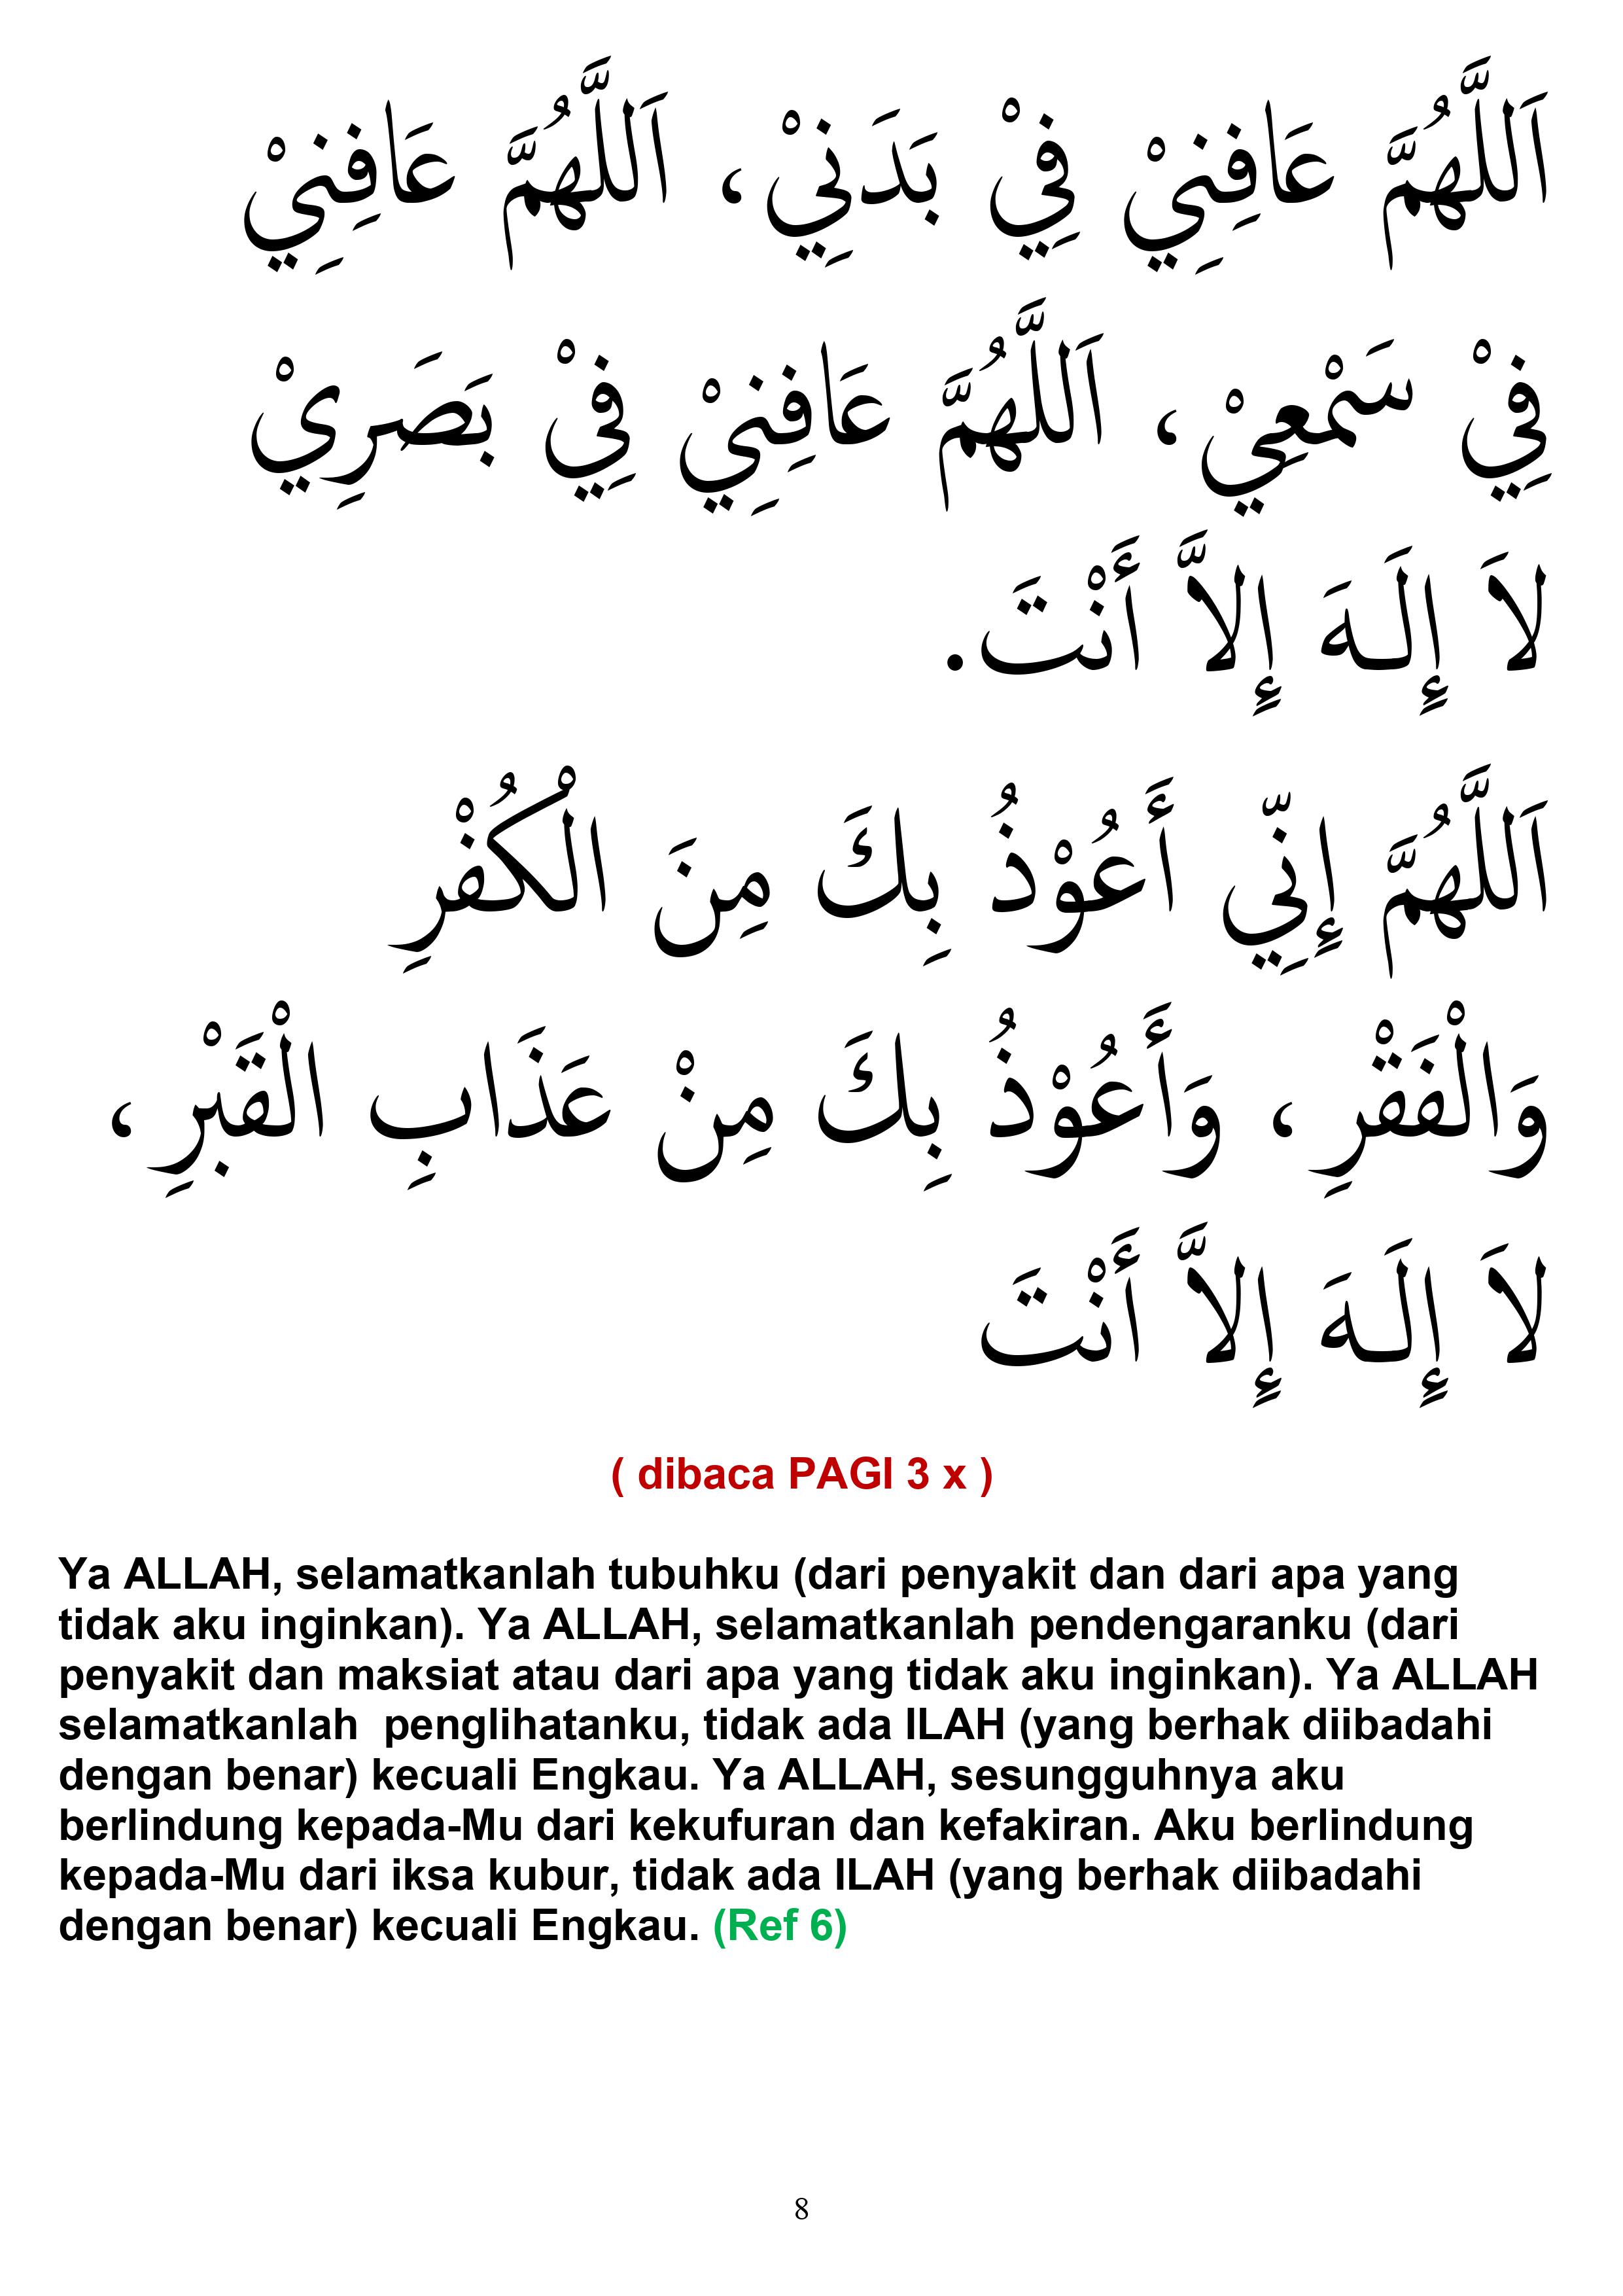 اَللَّهُمَّ عَافِنِيْ فِيْ بَدَنِيْ، اَللَّهُمَّ عَافِنِيْ
فِيْ سَمْعِيْ، اَللَّهُمَّ عَافِنِيْ فِيْ بَصَرِيْ
لاَ إِلَـهَ إِلاَّ أَنْتَ.
اَللَّهُمَّ إِنِّي أَعُوْذُ بِكَ مِنَ الْكُفْرِ
وَالْفَقْرِ، وَأَعُوْذُ بِكَ مِنْ عَذَابِ الْقَبْرِ،
لاَ إِلَـهَ إِلاَّ أَنْتَ
( dibaca PAGI 3 x )
Ya ALLAH, selamatkanlah tubuhku (dari penyakit dan dari apa yang
tidak aku inginkan). Ya ALLAH, selamatkanlah pendengaranku (dari
penyakit dan maksiat atau dari apa yang tidak aku inginkan). Ya ALLAH
selamatkanlah  penglihatanku, tidak ada ILAH (yang berhak diibadahi
dengan benar) kecuali Engkau. Ya ALLAH, sesungguhnya aku
berlindung kepada-Mu dari kekufuran dan kefakiran. Aku berlindung
kepada-Mu dari iksa kubur, tidak ada ILAH (yang berhak diibadahi
dengan benar) kecuali Engkau. (Ref 6)
8